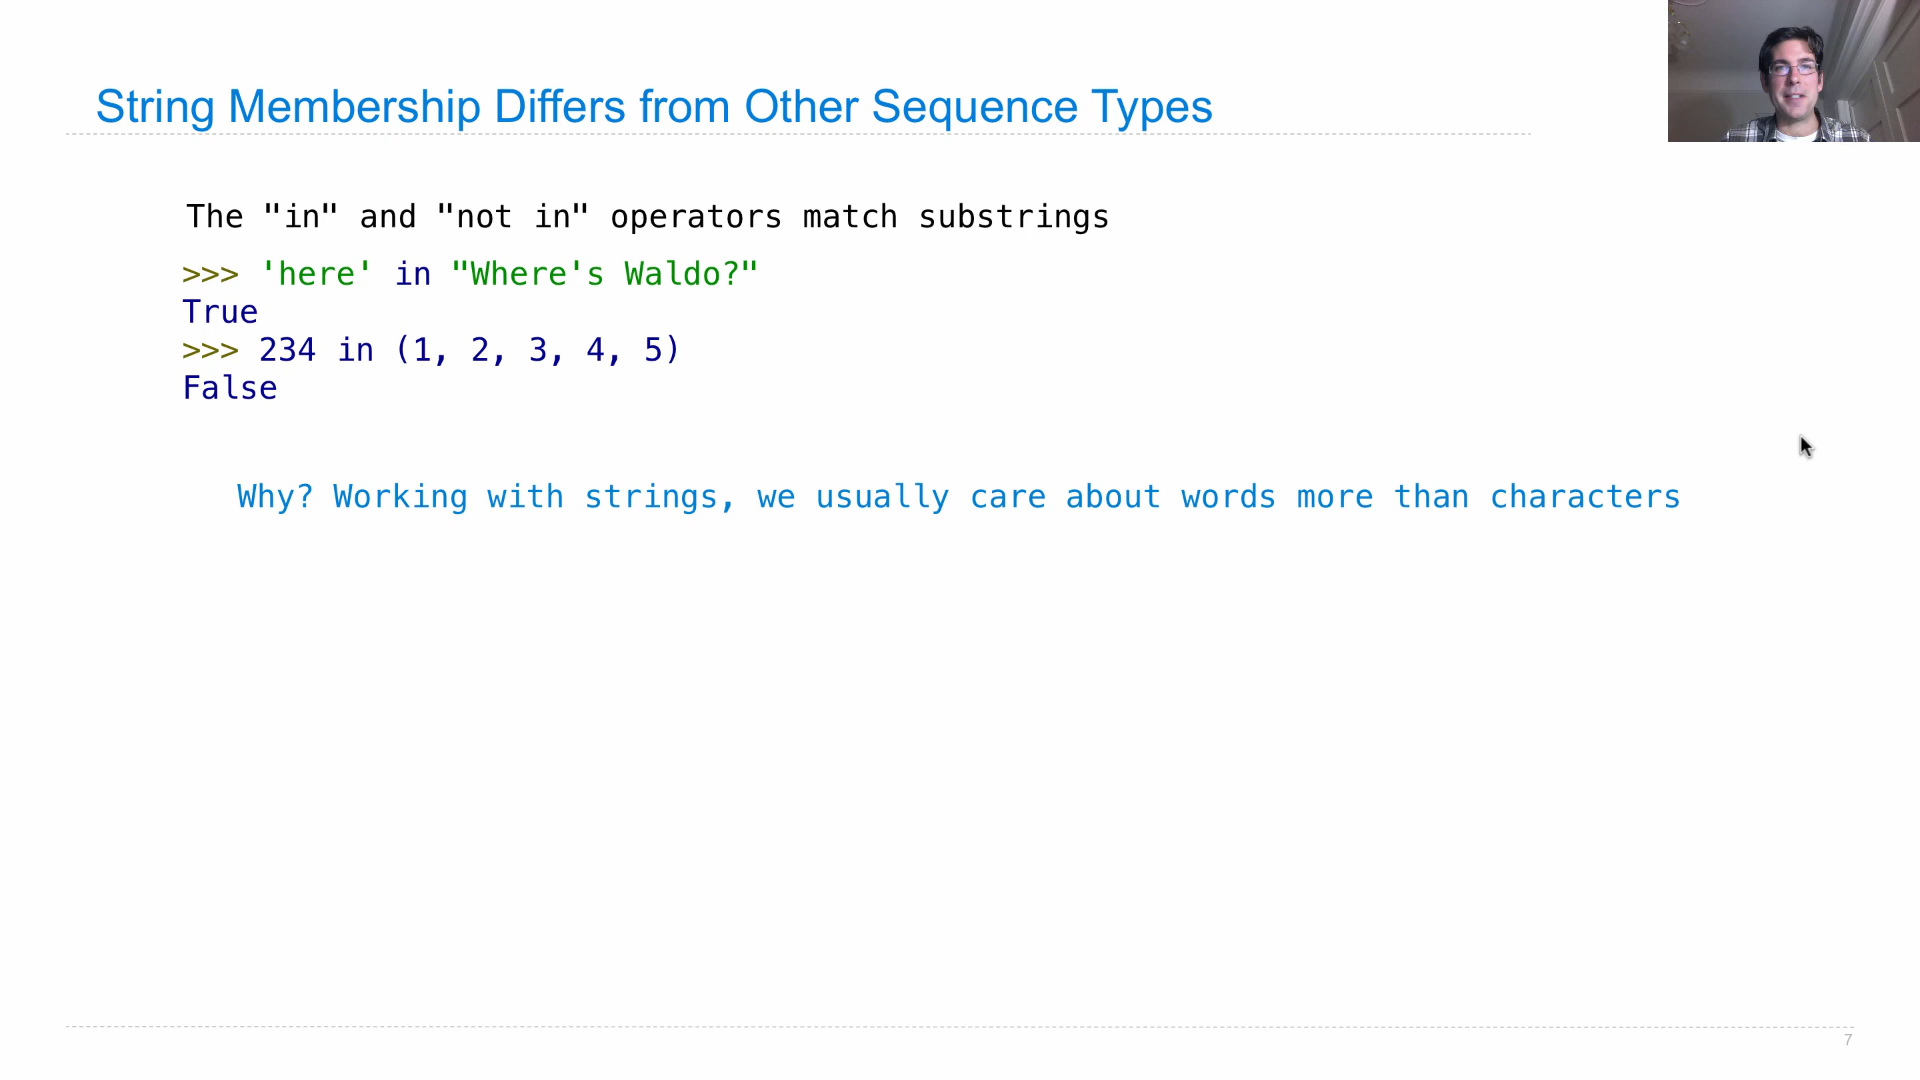 String Membership Differs from Other Sequence Types
The "in" and "not in" operators match substrings
>>> 'here' in "Where's Waldo?"
True
>>> 234 in (1, 2, 3, 4, 5)
False
Why? Working with strings, we usually care about words more than characters
7